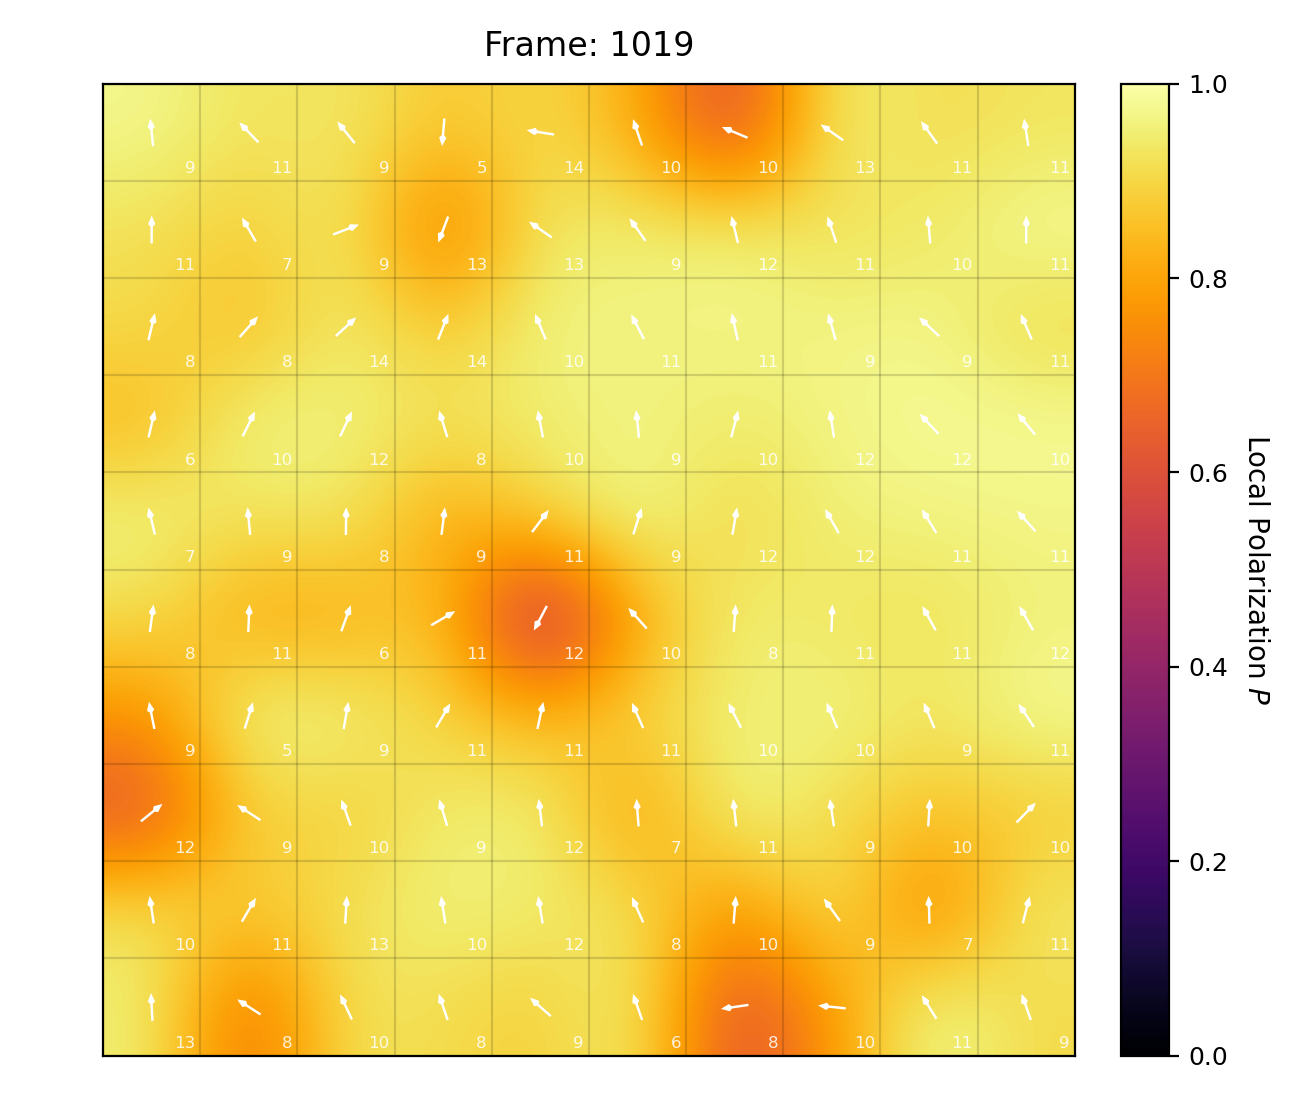 Frame: 1019
9 11 9 5 14 10 10 13 11 11
11 7 9 13 13 9 12 11 10 11
8 8 14 14 10 11 11 9 9 11
6 10 12 8 10 9 10 12 12 10
7 9 8 9 11 9 12 12 11 11
8 11 6 11 12 10 8 11 11 12
9 5 9 11 11 11 10 10 9 11
12 9 10 9 12 7 11 9 10 10
10 11 13 10 12 8 10 9 7 11
13 8 10 8 9 6 8 10 11 9
1.0
0.8
0.6
0.4
0.2
0.0
Local Polarization P